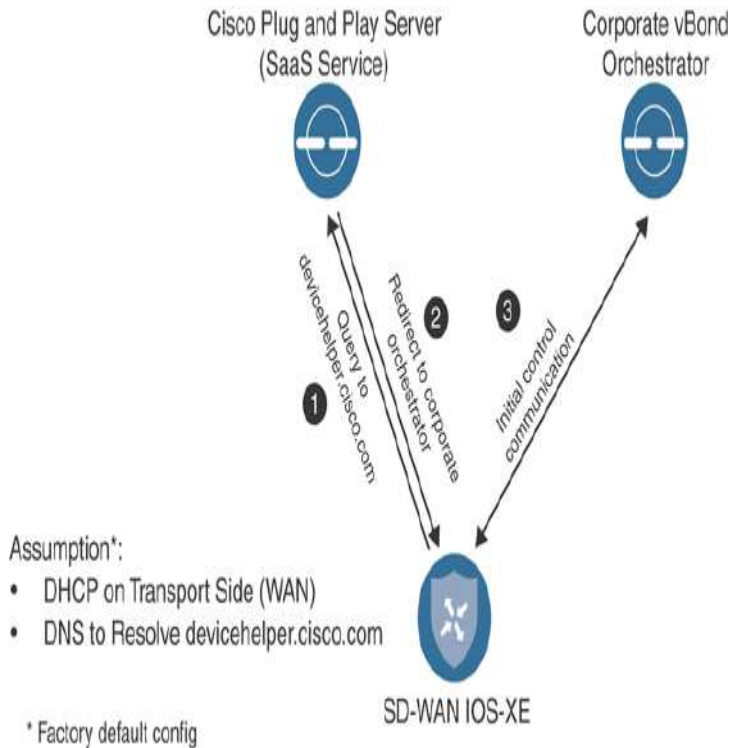 Cisco Plug and Play Server
(SaaS Service)
Corporate vBond
Orchestrator
1
Query to
devicehelper.cisco.com
2
Redirect to corporate
orchestrator
3
Initial control
communication
Assumption*:
• DHCP on Transport Side (WAN)
• DNS to Resolve devicehelper.cisco.com
* Factory default config
SD-WAN IOS-XE